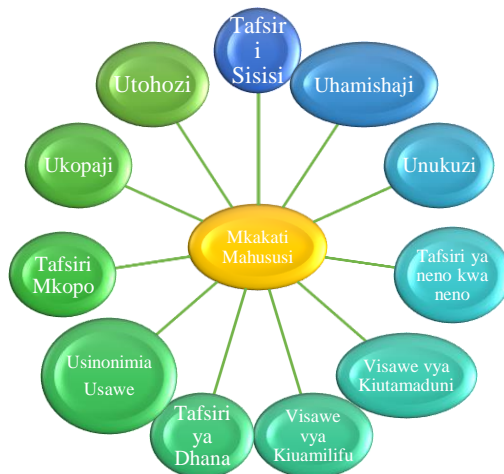 Tafsir
i
Sisisi
Uhamishaji
Unukuzi
Tafsiri ya
neno kwa
neno
Visawe vya
Kiutamaduni
Visawe
vya
Kiuamilifu
Tafsiri
ya
Dhana
Usinonimia
Usawe
Tafsiri
Mkopo
Ukopaji
Utohozi
Mkakati
Mahususi